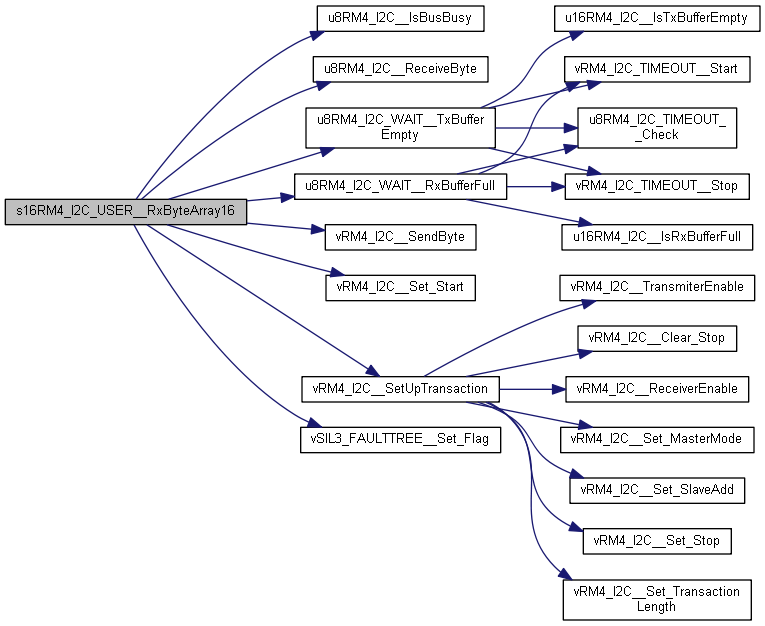 u8RM4_I2C__IsBusBusy
u16RM4_I2C__IsTxBufferEmpty
u8RM4_I2C__ReceiveByte
vRM4_I2C_TIMEOUT__Start
u8RM4_I2C_WAIT__TxBuffer
Empty
u8RM4_I2C_TIMEOUT_
_Check
u8RM4_I2C_WAIT__RxBufferFull
vRM4_I2C_TIMEOUT__Stop
s16RM4_I2C_USER__RxByteArray16
vRM4_I2C__SendByte
u16RM4_I2C__IsRxBufferFull
vRM4_I2C__Set_Start
vRM4_I2C__TransmiterEnable
vRM4_I2C__Clear_Stop
vRM4_I2C__SetUpTransaction
vRM4_I2C__ReceiverEnable
vSIL3_FAULTTREE__Set_Flag
vRM4_I2C__Set_MasterMode
vRM4_I2C__Set_SlaveAdd
vRM4_I2C__Set_Stop
vRM4_I2C__Set_Transaction
Length